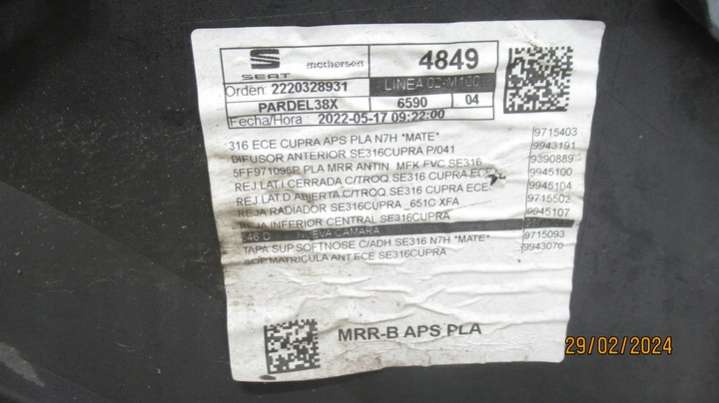 SEAT motherson 4849
Orden: 2220328931 LINEA 02-M100
PARDEL38X 6590 04
Fecha/Hora: 2022-05-17 09:22:00
316 ECE CUPRA APS PLA N7H *MATE* 9715403
DIFUSOR ANTERIOR SE316CUPRA P/041 9943191
5FF971095P PLA MRR ANTIN MFK FVC SE316 9390889
REJ LAT I CERRADA C/TROQ SE316 CUPRA ECE 9945100
REJ LAT D ABIERTA C/TROQ SE316 CUPRA ECE 9945104
REJA RADIADOR SE316CUPRA _651C XFA 9715502
REJA INFERIOR CENTRAL SE316CUPRA 9945107
NUEVA CAMARA
TAPA SUP SOFTNOSE C/ADH SE316 N7H *MATE* 9715093
SOP MATRICULA ANT ECE SE316CUPRA 9943070
MRR-B APS PLA
29/02/2024